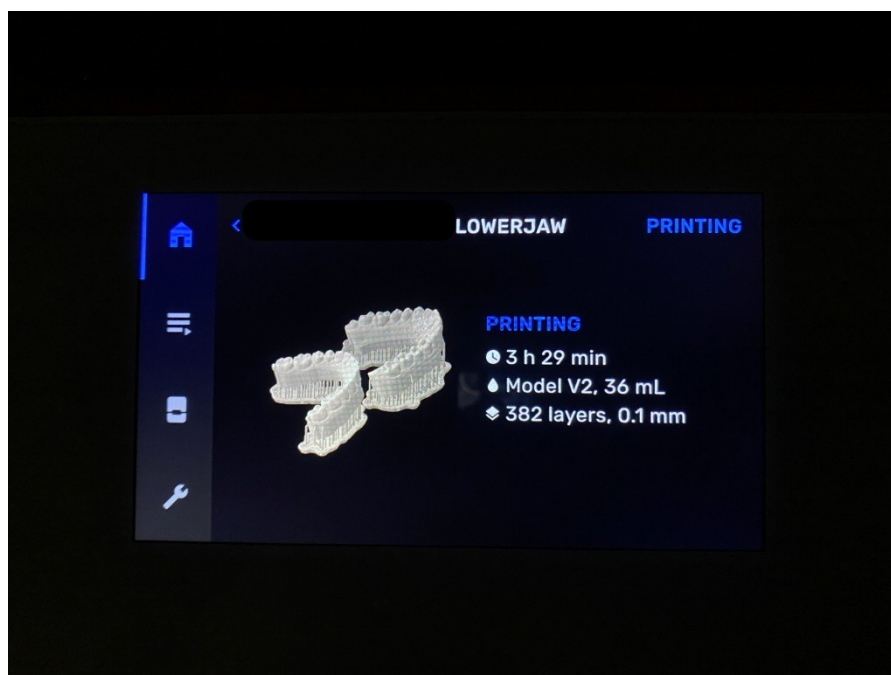 LOWERJAW
PRINTING
PRINTING
3 h 29 min
Model V2, 36 mL
382 layers, 0.1 mm